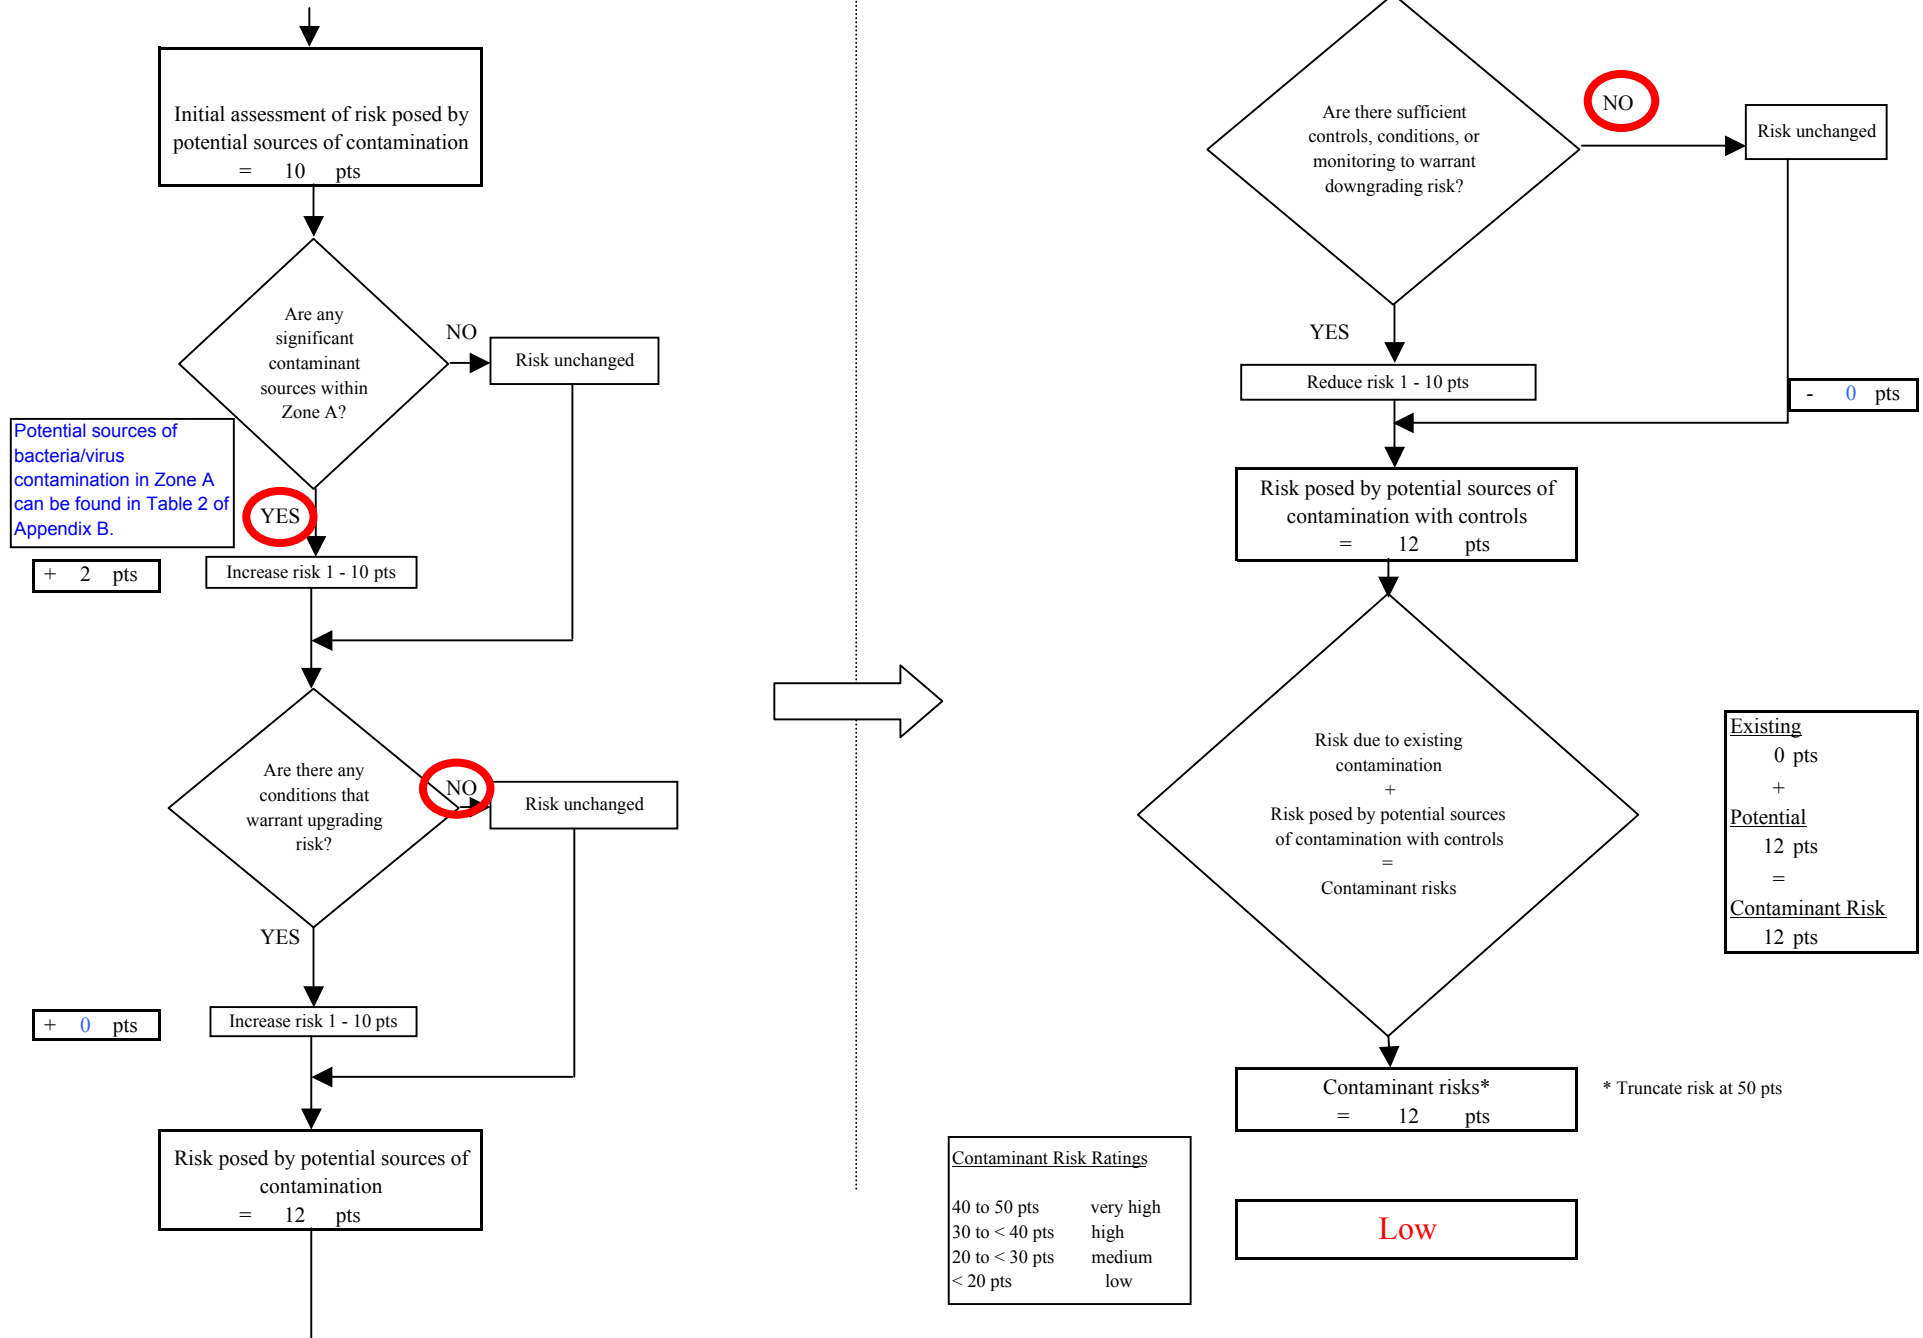 Initial assessment of risk posed by
potential sources of contamination
= 10 pts
Are any
significant
contaminant
sources within
Zone A?
NO
Risk unchanged
Potential sources of
bacteria/virus
contamination in Zone A
can be found in Table 2 of
Appendix B.
YES
+ 2 pts
Increase risk 1 - 10 pts
Are there any
conditions that
warrant upgrading
risk?
NO
Risk unchanged
YES
+ 0 pts
Increase risk 1 - 10 pts
Risk posed by potential sources of
contamination
= 12 pts
Are there sufficient
controls, conditions, or
monitoring to warrant
downgrading risk?
NO
Risk unchanged
YES
Reduce risk 1 - 10 pts
- 0 pts
Risk posed by potential sources of
contamination with controls
= 12 pts
Risk due to existing
contamination
+
Risk posed by potential sources
of contamination with controls
=
Contaminant risks
Existing
0 pts
+
Potential
12 pts
=
Contaminant Risk
12 pts
Contaminant risks*
= 12 pts
* Truncate risk at 50 pts
Contaminant Risk Ratings
40 to 50 pts very high
30 to < 40 pts high
20 to < 30 pts medium
< 20 pts low
Low